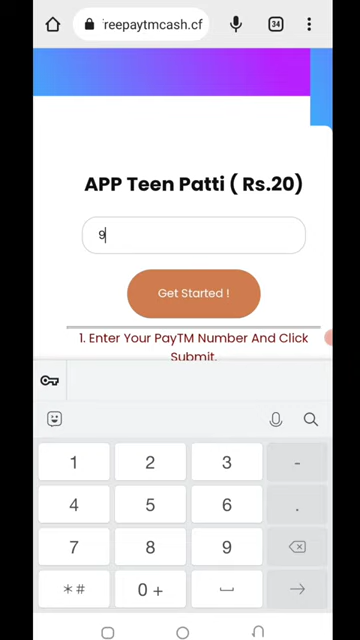 reepaytmcash.cf
34
APP Teen Patti ( Rs.20)
9
Get Started !
1. Enter Your PayTM Number And Click
Submit.
1 2 3 -
4 5 6 .
7 8 9
*# 0 +